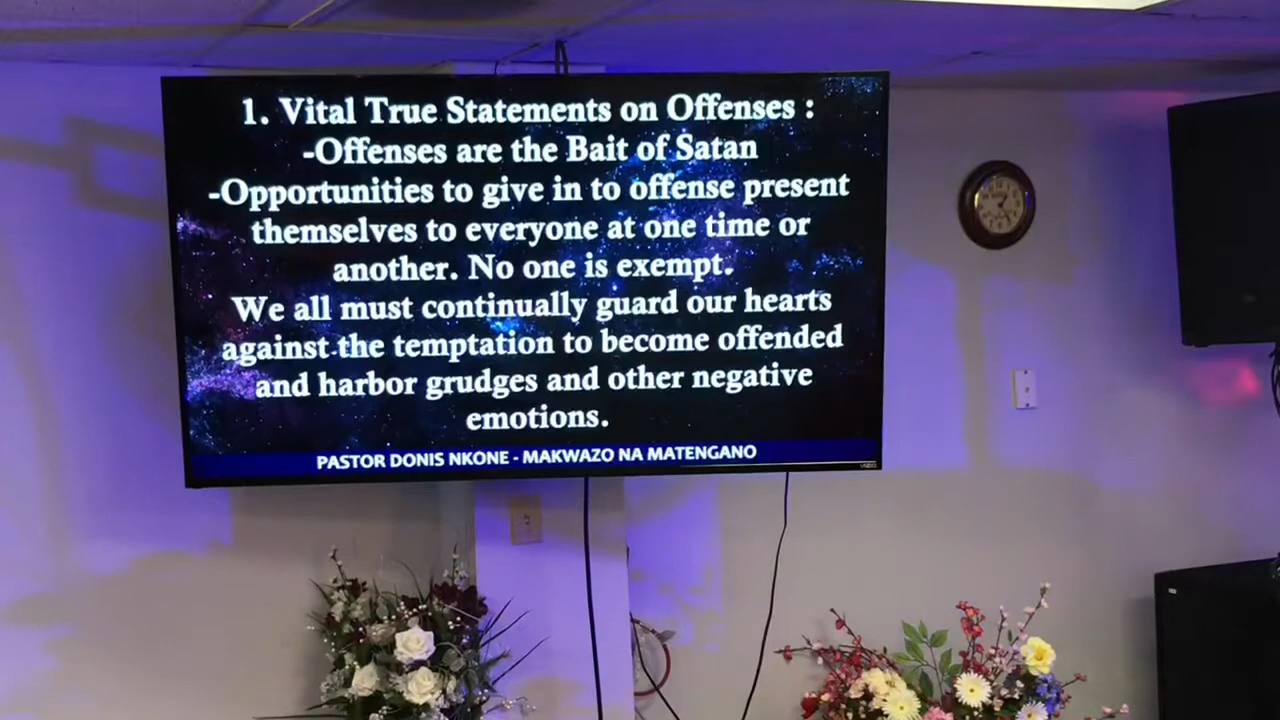 1. Vital True Statements on Offenses :
-Offenses are the Bait of Satan
-Opportunities to give in to offense present
themselves to everyone at one time or
another. No one is exempt.
We all must continually guard our hearts
against the temptation to become offended
and harbor grudges and other negative
emotions.
PASTOR DONIS NKONE - MAKWAZO NA MATENGANO
VIZIO